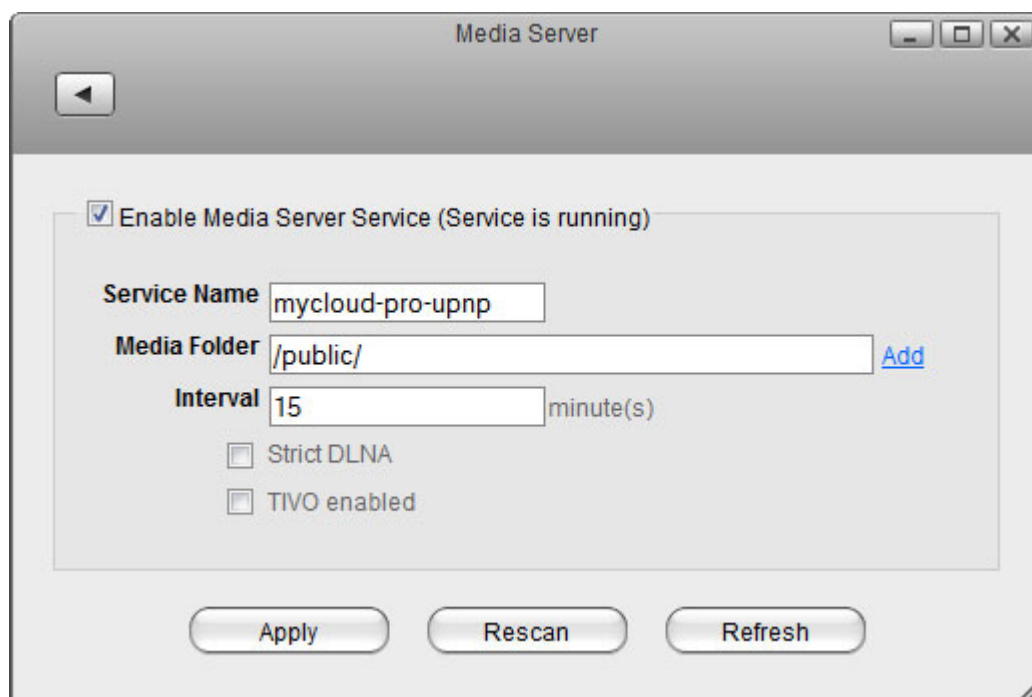 Media Server
Enable Media Server Service (Service is running)
Service Name mycloud-pro-upnp
Media Folder /public/ Add
Interval 15 minute(s)
Strict DLNA
TIVO enabled
Apply Rescan Refresh